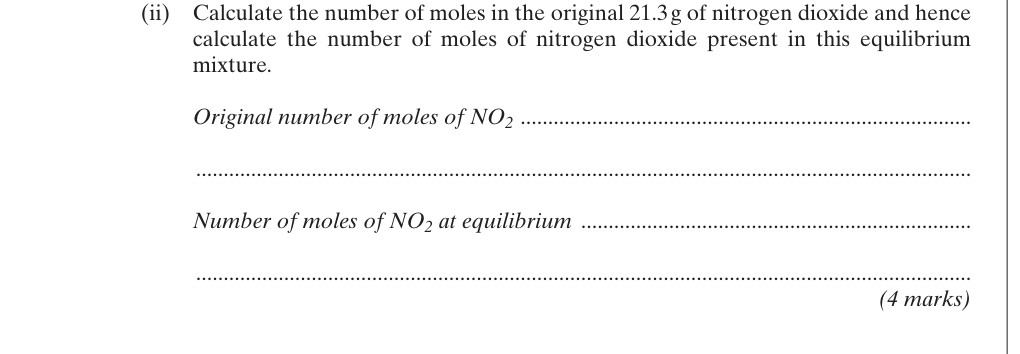 (ii) Calculate the number of moles in the original 21.3 g of nitrogen dioxide and hence
calculate the number of moles of nitrogen dioxide present in this equilibrium
mixture.
Original number of moles of NO₂ ..........................................................................................
..........................................................................................
Number of moles of NO₂ at equilibrium ..........................................................................................
..........................................................................................
(4 marks)